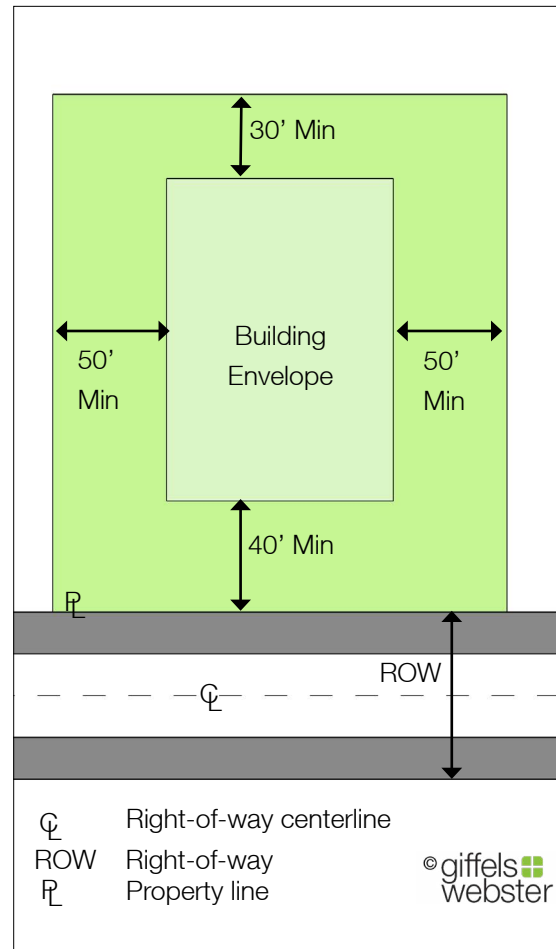 30’ Min
Building
Envelope
50’
Min
50’
Min
40’ Min
PL
ROW
CL
CL Right-of-way centerline
ROW Right-of-way
PL Property line
© giffels
webster